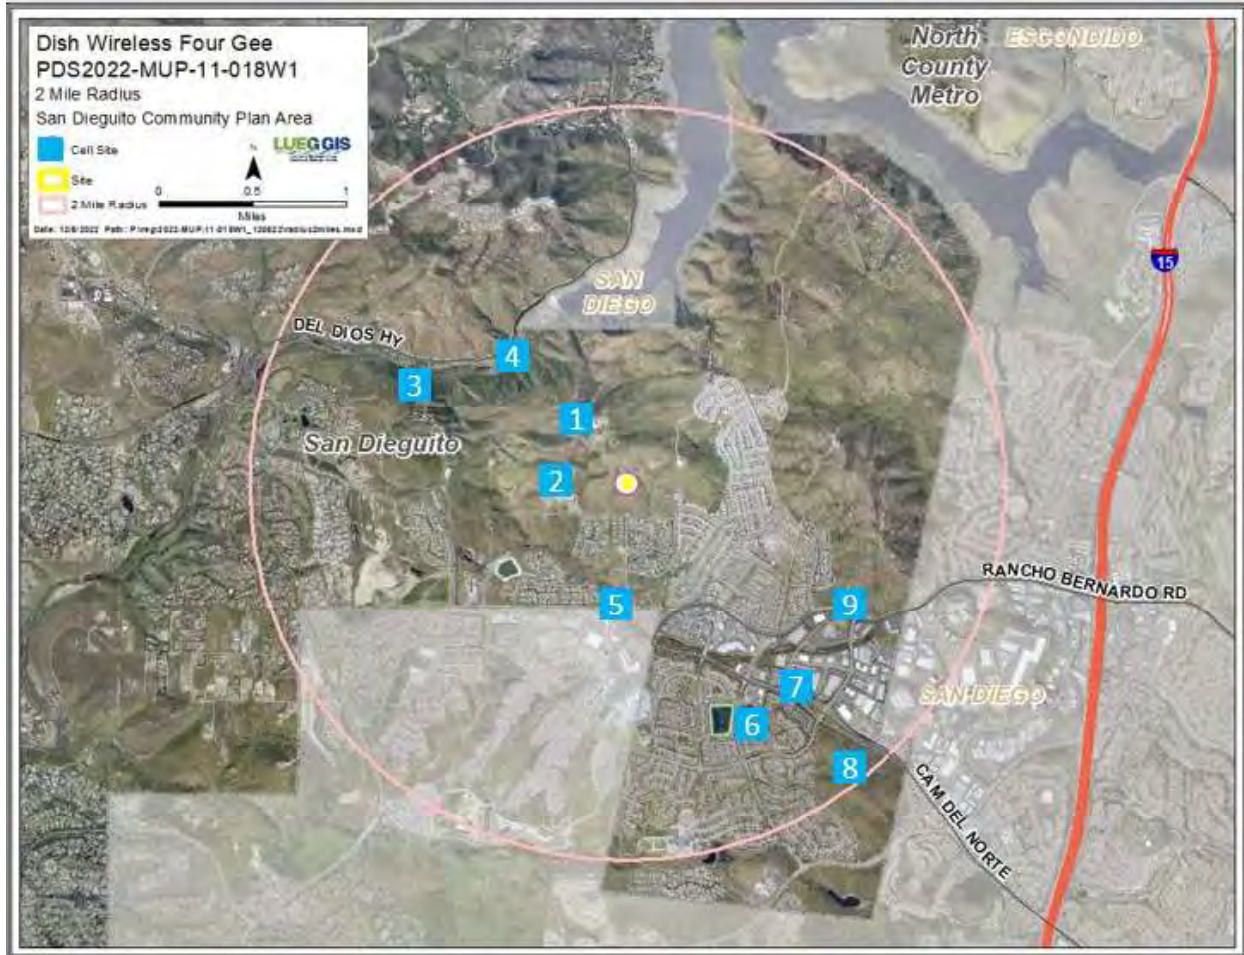 Dish Wireless Four Gee
PDS2022-MUP-11-018W1
2 Mile Radius
San Dieguito Community Plan Area
Cell Site
Site
2 Mile Radius
N
LUEG GIS
0 0.5 1
Miles
North
County
Metro
ESCONDIDO
15
SAN
DIEGO
DEL DIOS HY
4
3
1
San Dieguito
2
RANCHO BERNARDO RD
5
9
7
SAN DIEGO
6
8
CAM DEL NORTE